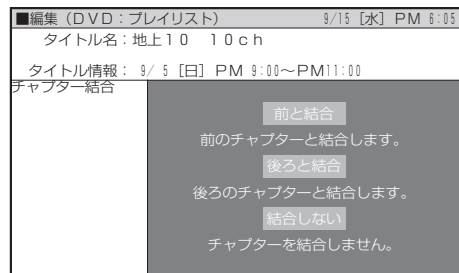 ■編集（ＤＶＤ：プレイリスト） 9/15［水］ＰＭ 6:05
タイトル名：地上１０　１０ｃｈ
タイトル情報： 9/ 5［日］ＰＭ 9:00～ＰＭ11:00
チャプター結合
前と結合
前のチャプターと結合します。
後ろと結合
後ろのチャプターと結合します。
結合しない
チャプターを結合しません。